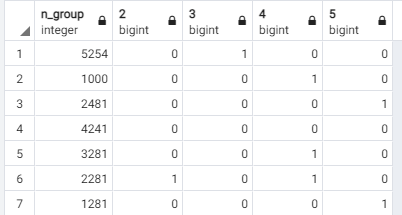 n_group 2 3 4 5
integer bigint bigint bigint bigint
1 5254 0 1 0 0
2 1000 0 0 1 0
3 2481 0 0 0 1
4 4241 0 0 0 0
5 3281 0 0 1 0
6 2281 1 0 1 0
7 1281 0 0 0 1